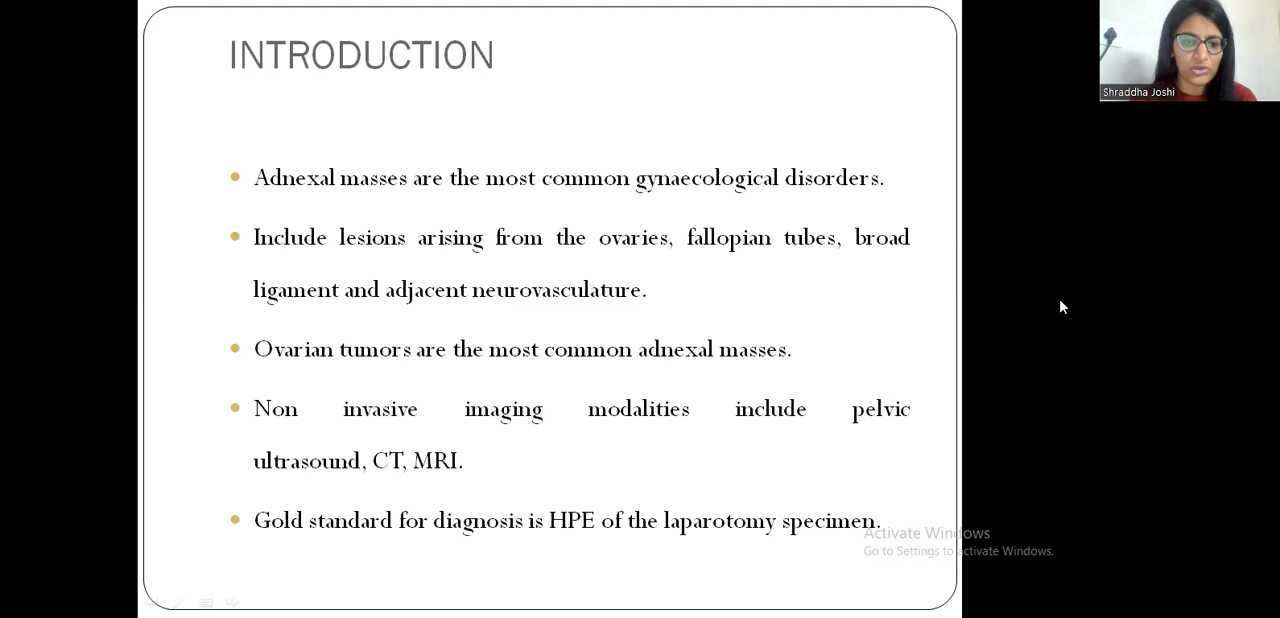 INTRODUCTION
Shraddha Joshi
Adnexal masses are the most common gynaecological disorders.
Include lesions arising from the ovaries, fallopian tubes, broad
ligament and adjacent neurovasculature.
Ovarian tumors are the most common adnexal masses.
Non invasive imaging modalities include pelvic
ultrasound, CT, MRI.
Gold standard for diagnosis is HPE of the laparotomy specimen.
Activate Windows
Go to Settings to activate Windows.